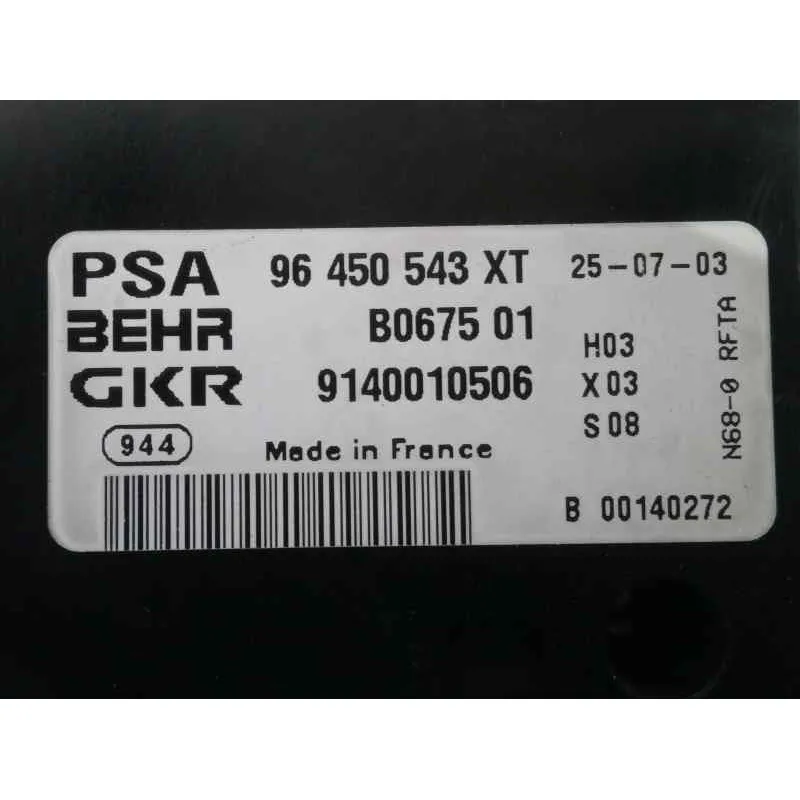 PSA 96 450 543 XT 25-07-03
BEHR B0675 01 H03
GKR 9140010506 X03
944 Made in France S08
B 00140272
N68-0 RFTA